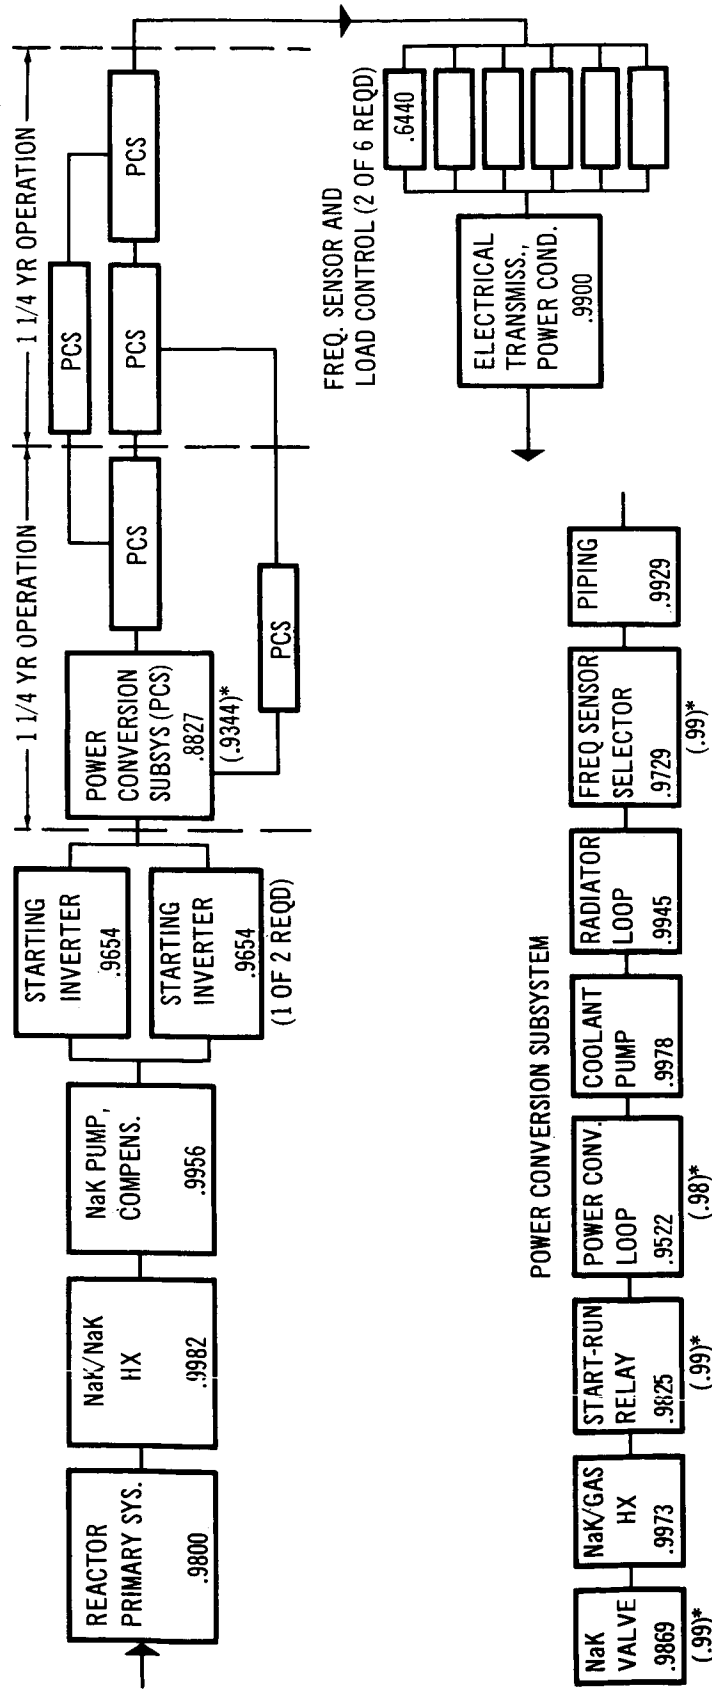 REACTOR
PRIMARY SYS.
.9800
NaK/NaK
HX
.9982
NaK PUMP,
COMPENS.
.9956
STARTING
INVERTER
.9654
STARTING
INVERTER
.9654
(1 OF 2 REQD)
1 1/4 YR OPERATION
1 1/4 YR OPERATION
POWER
CONVERSION
SUBSYS (PCS)
.8827
(.9344)*
PCS
PCS
PCS
PCS
PCS
PCS
FREQ. SENSOR AND
LOAD CONTROL (2 OF 6 REQD)
.6440
ELECTRICAL
TRANSMISS.,
POWER COND.
.9900
POWER CONVERSION SUBSYSTEM
NaK
VALVE
.9869
(.99)*
NaK/GAS
HX
.9973
START-RUN
RELAY
.9825
(.99)*
POWER CONV.
LOOP
.9522
(.98)*
COOLANT
PUMP
.9978
RADIATOR
LOOP
.9945
FREQ SENSOR
SELECTOR
.9729
(.99)*
PIPING
.9929